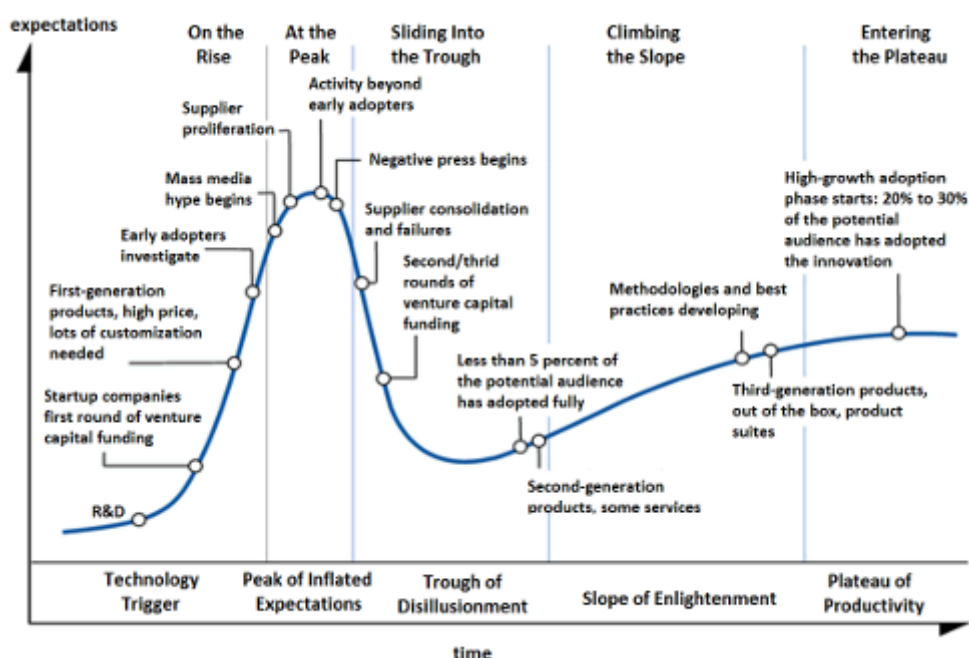 expectations
On the
Rise
At the
Peak
Sliding Into
the Trough
Climbing
the Slope
Entering
the Plateau
Activity beyond
early adopters
Supplier
proliferation
Negative press begins
Mass media
hype begins
High-growth adoption
phase starts: 20% to 30%
of the potential
audience has adopted
the innovation
Supplier consolidation
and failures
Early adopters
investigate
Second/thrid
rounds of
venture capital
funding
First-generation
products, high price,
lots of customization
needed
Methodologies and best
practices developing
Less than 5 percent of
the potential audience
has adopted fully
Startup companies
first round of venture
capital funding
Third-generation products,
out of the box, product
suites
Second-generation
products, some services
R&D
Technology
Trigger
Peak of Inflated
Expectations
Trough of
Disillusionment
Slope of Enlightenment
Plateau of
Productivity
time